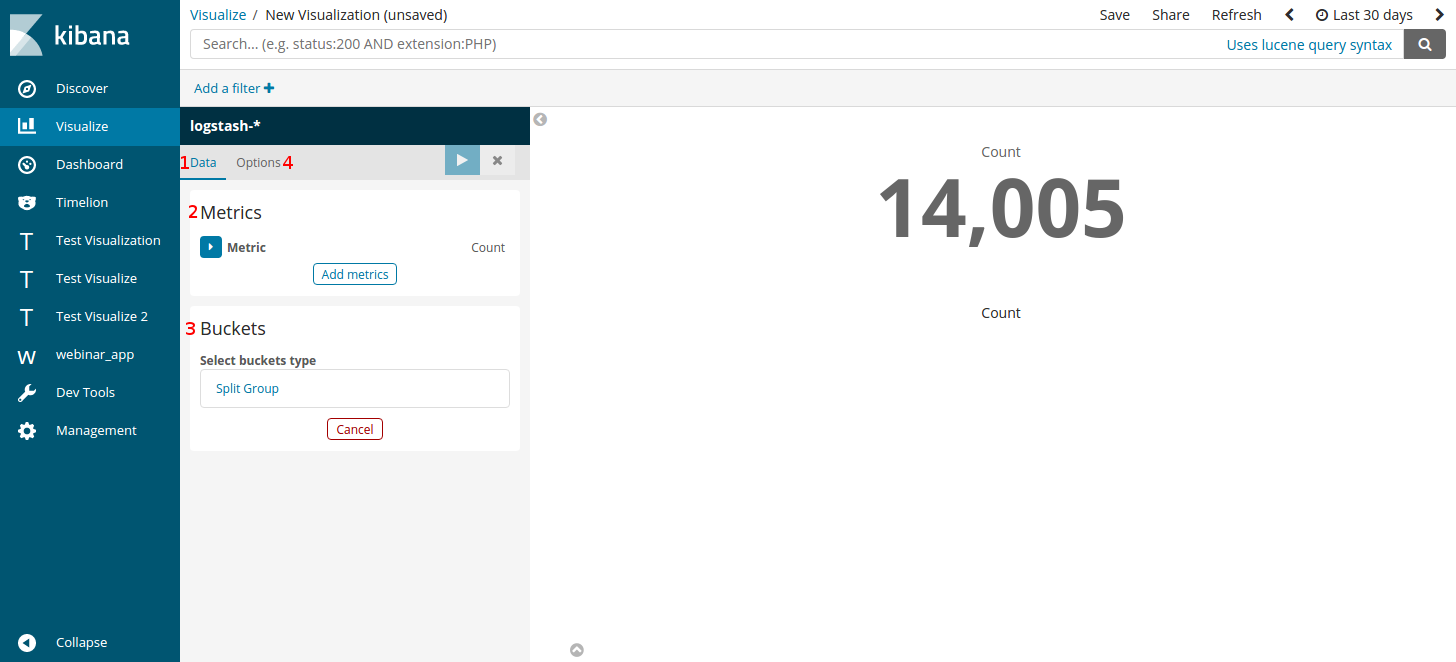 kibana
Discover
Visualize
Dashboard
Timelion
T Test Visualization
T Test Visualize
T Test Visualize 2
W webinar_app
Dev Tools
Management
Collapse
Visualize / New Visualization (unsaved)
Save Share Refresh Last 30 days
Search... (e.g. status:200 AND extension:PHP) Uses lucene query syntax
Add a filter +
logstash-*
1 Data Options 4
2 Metrics
Metric Count
Add metrics
3 Buckets
Select buckets type
Split Group
Cancel
Count
14,005
Count